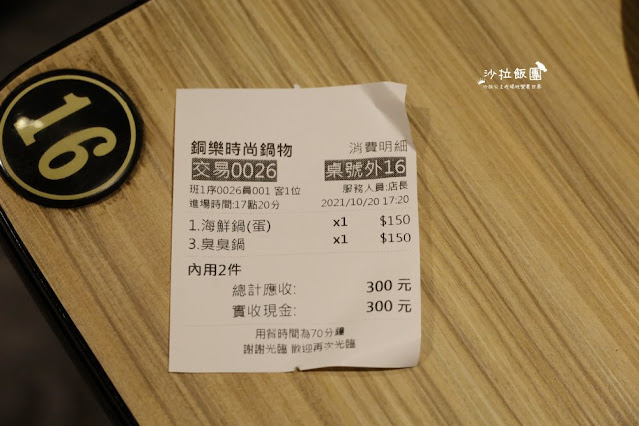 沙拉飯團
16
銅樂時尚鍋物 消費明細
交易0026 桌號外16
班1序0026員001 客1位 服務人員:店長
進場時間:17點20分 2021/10/20 17:20
1.海鮮鍋(蛋) x1 $150
3.臭臭鍋 x1 $150
內用2件
總計應收: 300 元
實收現金: 300 元
用餐時間為70分鐘
謝謝光臨 歡迎再次光臨